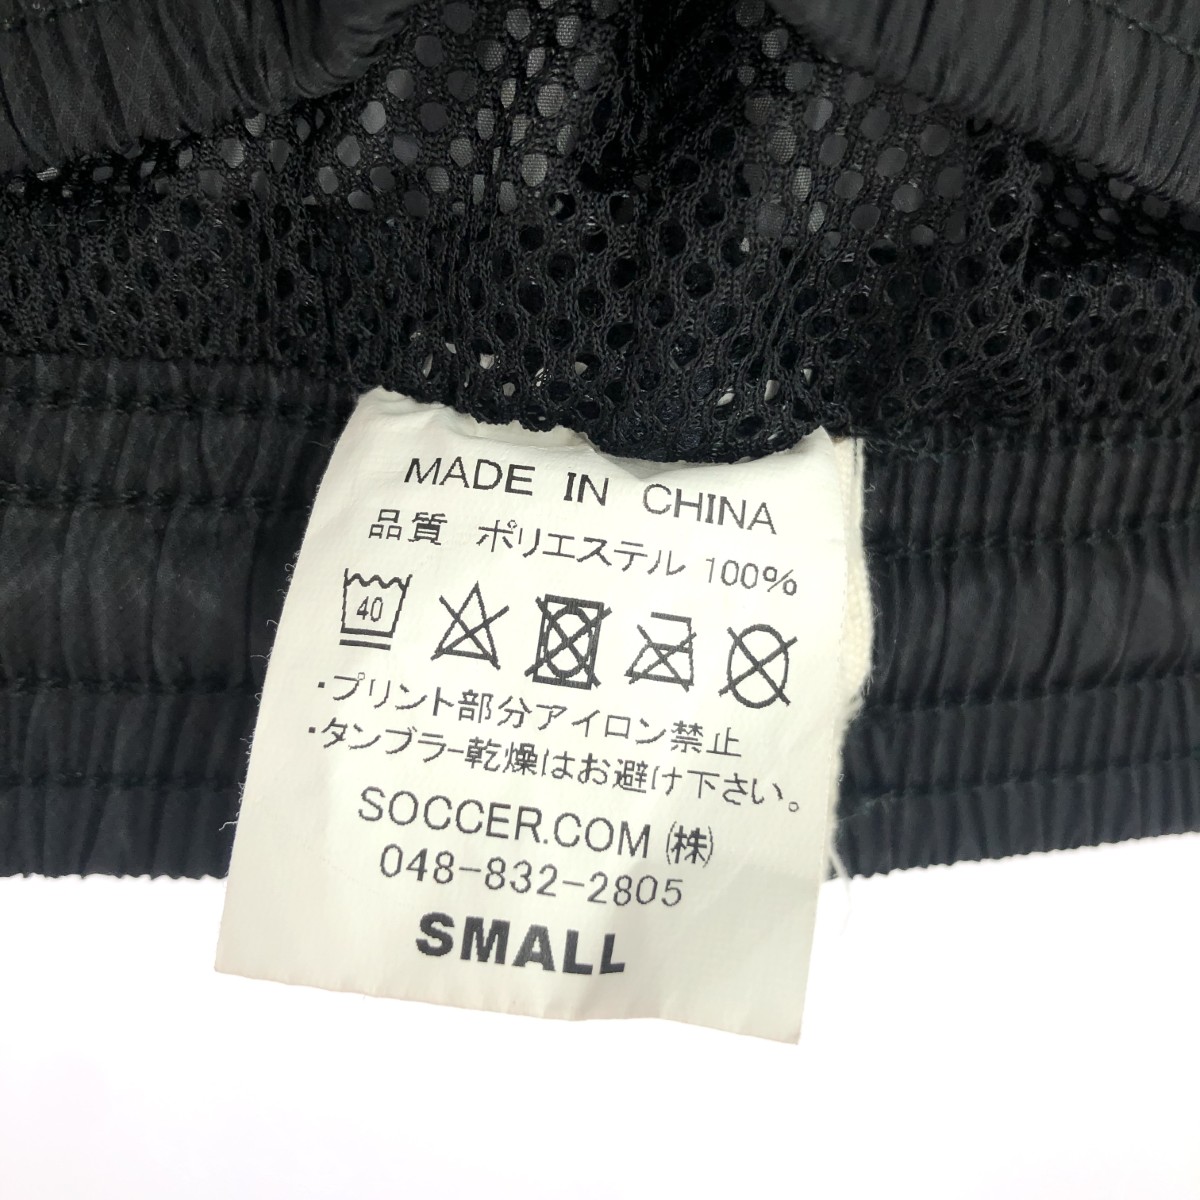 MADE IN CHINA
品質 ポリエステル 100%
40
・プリント部分アイロン禁止
・タンブラー乾燥はお避け下さい。
SOCCER.COM (株)
048-832-2805
SMALL